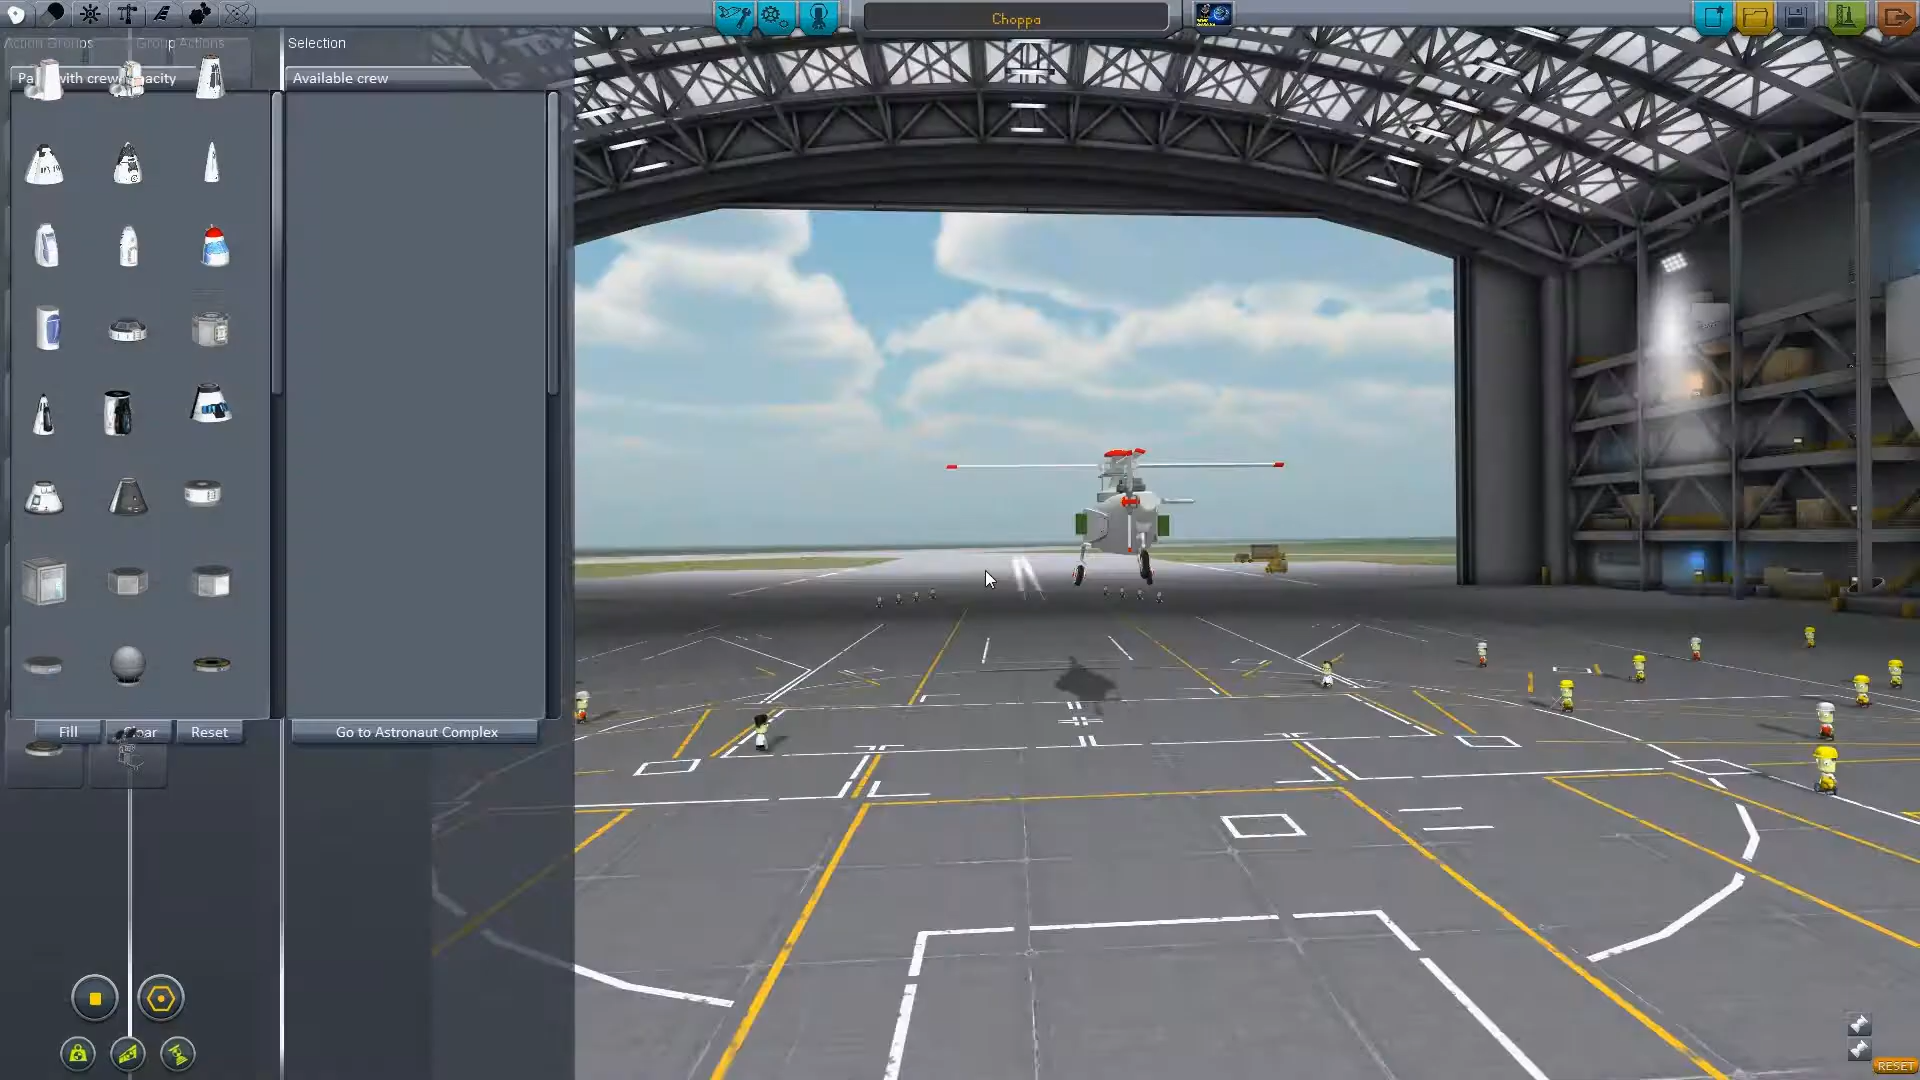 Choppa
Action Groups
Group Actions
Selection
Available crew
Fill
Reset
Go to Astronaut Complex
RESET